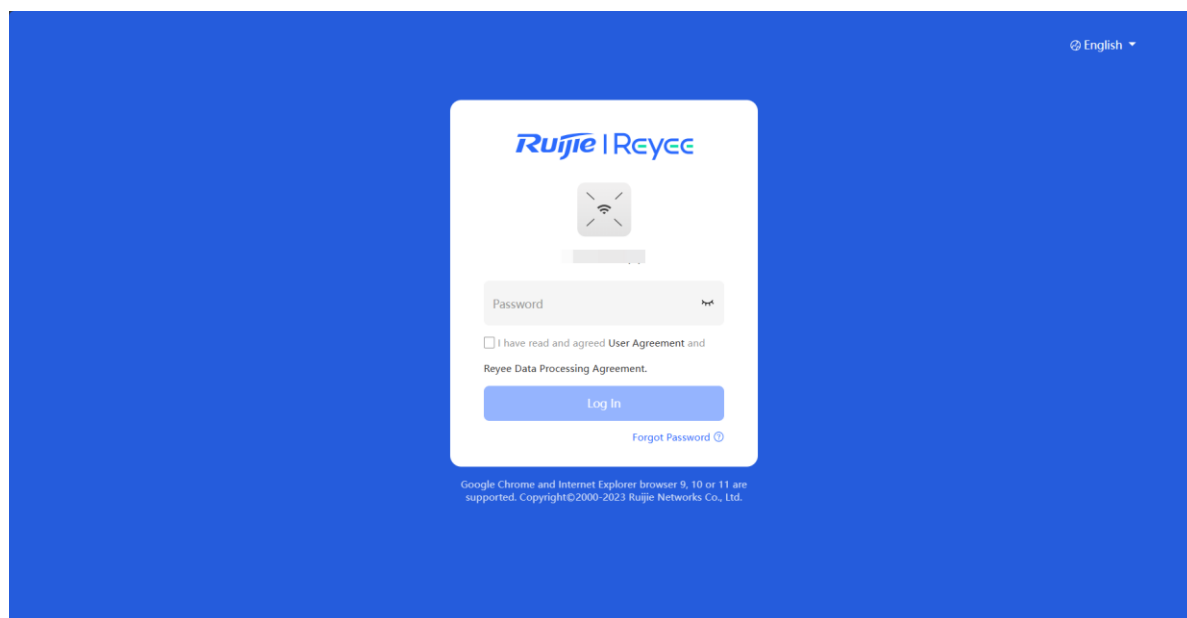 English
Ruijie | Reyee
Password
I have read and agreed User Agreement and
Reyee Data Processing Agreement.
Log In
Forgot Password
Google Chrome and Internet Explorer browser 9, 10 or 11 are
supported. Copyright©2000-2023 Ruijie Networks Co., Ltd.